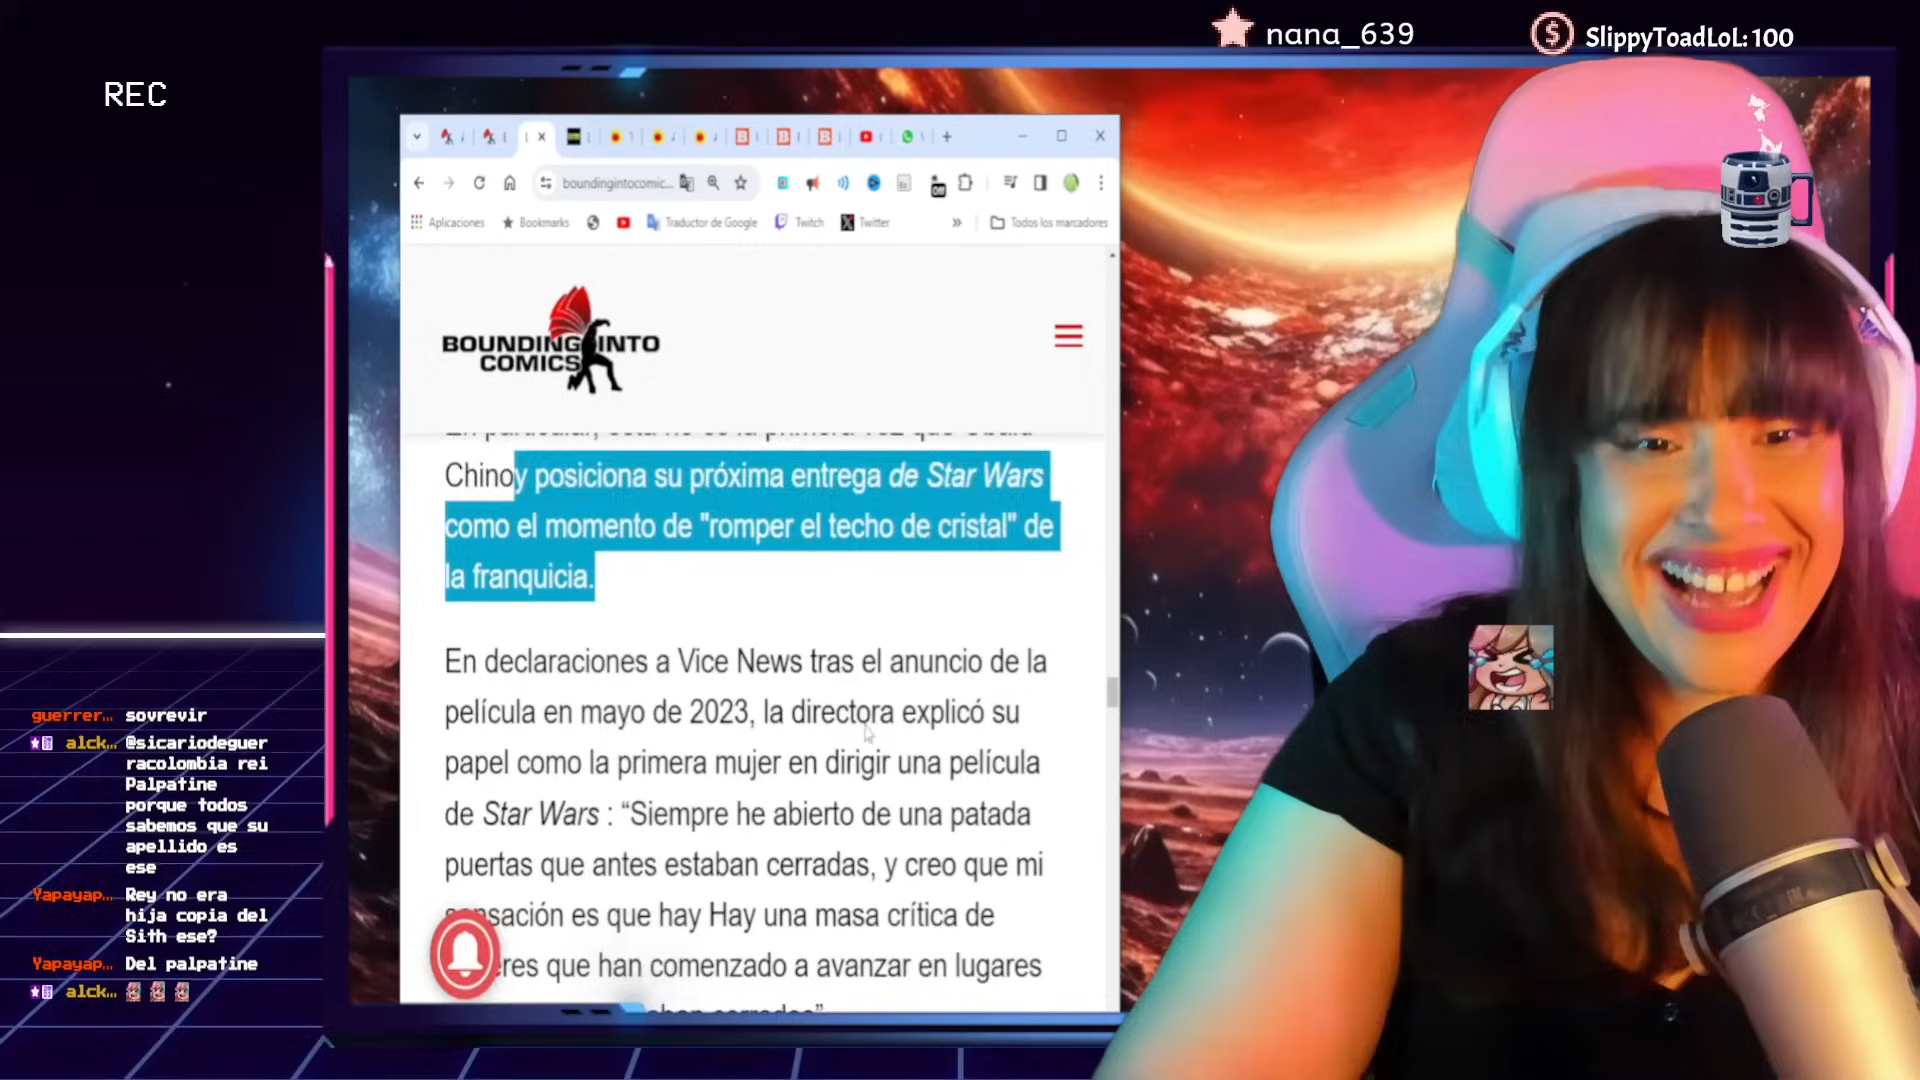 nana_639
SlippyToadLoL: 100
REC
boundingintocomic...
Aplicaciones
Bookmarks
Traductor de Google
Twitch
Twitter
Todos los marcadores
BOUNDING INTO
COMICS
Chinoy posiciona su próxima entrega de Star Wars
como el momento de "romper el techo de cristal" de
la franquicia.
En declaraciones a Vice News tras el anuncio de la
película en mayo de 2023, la directora explicó su
papel como la primera mujer en dirigir una película
de Star Wars : “Siempre he abierto de una patada
puertas que antes estaban cerradas, y creo que mi
sensación es que hay Hay una masa crítica de
eres que han comenzado a avanzar en lugares
guerrer... sovrevir
alck... @sicariodeguer
racolombia rei
Palpatine
porque todos
sabemos que su
apellido es
ese
Yapayap... Rey no era
hija copia del
Sith ese?
Yapayap... Del palpatine
alck...